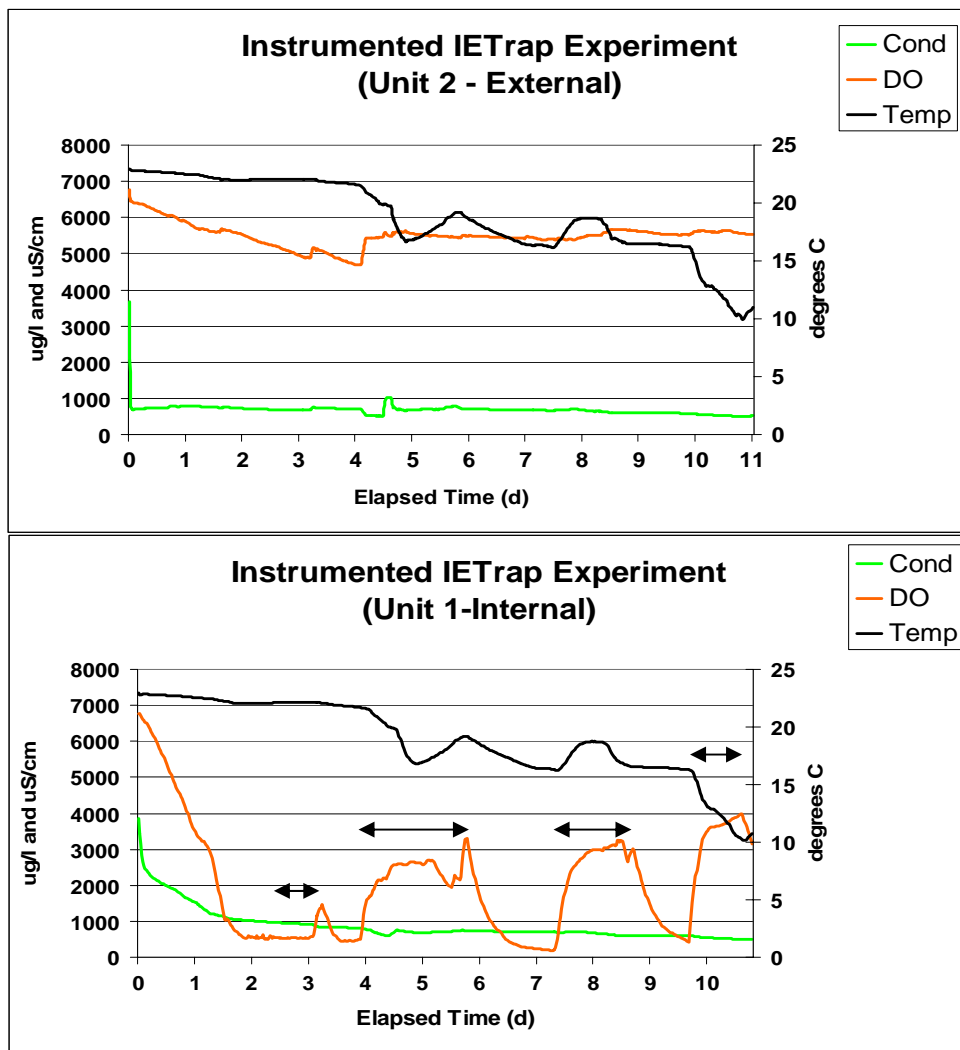 Instrumented IETrap Experiment
(Unit 2 - External)
Cond
DO
Temp
8000
7000
6000
5000
4000
3000
2000
1000
0
ug/l and uS/cm
25
20
15
10
5
0
degrees C
0 1 2 3 4 5 6 7 8 9 10 11
Elapsed Time (d)
Instrumented IETrap Experiment
(Unit 1-Internal)
Cond
DO
Temp
8000
7000
6000
5000
4000
3000
2000
1000
0
ug/l and uS/cm
25
20
15
10
5
0
degrees C
0 1 2 3 4 5 6 7 8 9 10
Elapsed Time (d)